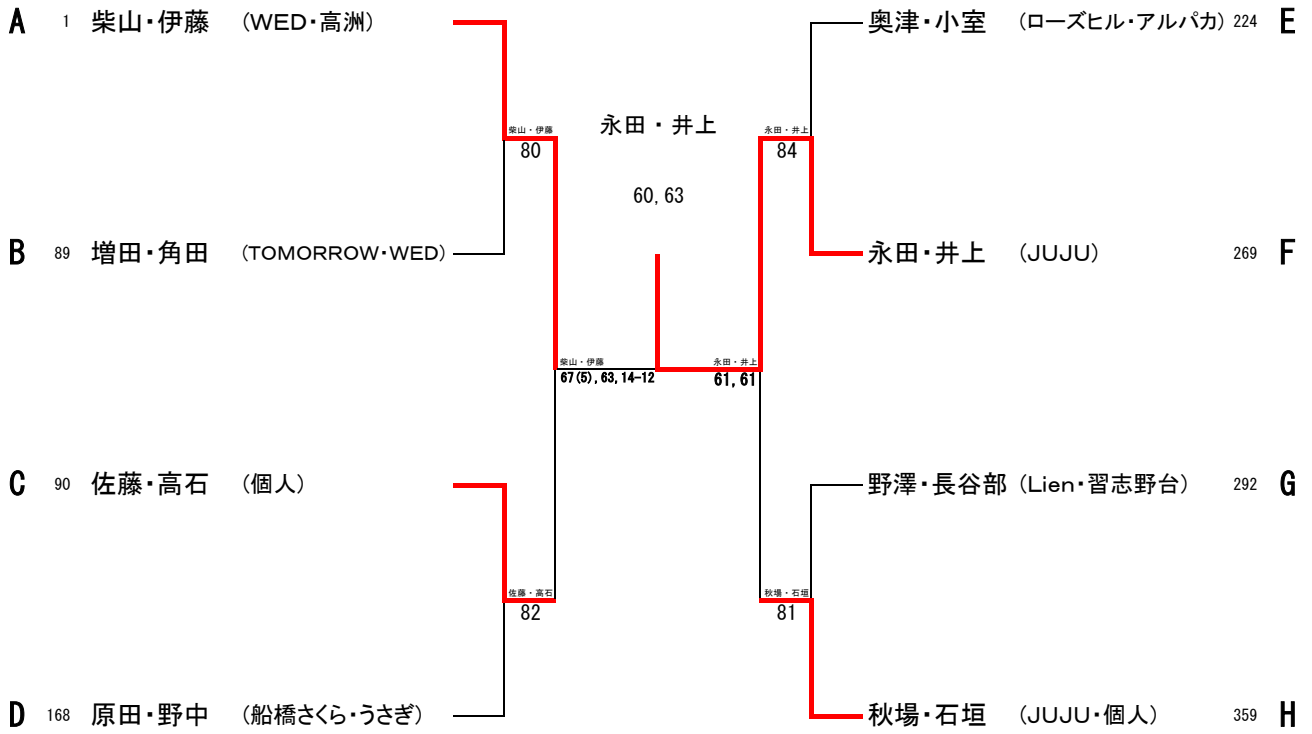 A 1 柴山・伊藤 (WED・高洲)
奥津・小室 (ローズヒル・アルパカ) 224 E
柴山・伊藤
80
永田・井上
60,63
永田・井上
84
B 89 増田・角田 (TOMORROW・WED)
永田・井上 (JUJU) 269 F
柴山・伊藤
67(5),63,14-12
永田・井上
61,61
C 90 佐藤・高石 (個人)
野澤・長谷部 (Lien・習志野台) 292 G
佐藤・高石
82
秋場・石垣
81
D 168 原田・野中 (船橋さくら・うさぎ)
秋場・石垣 (JUJU・個人) 359 H